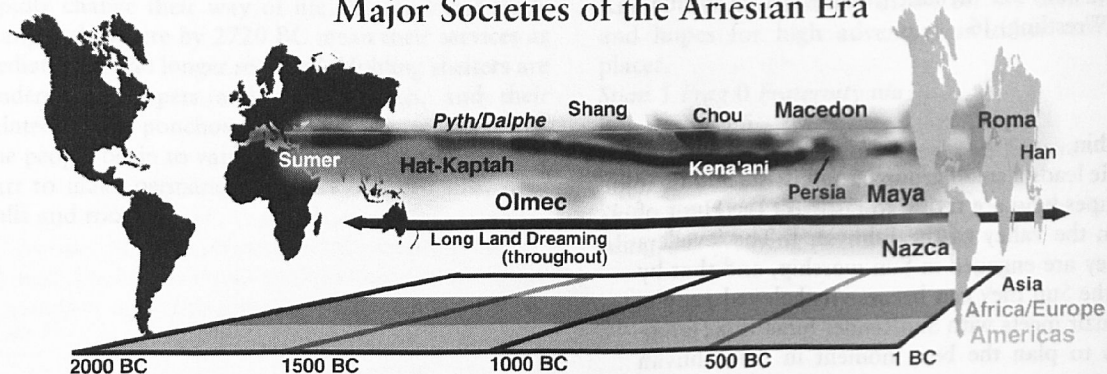 Major Societies of the Ariesian Era
Shang
Chou
Macedon
Roma
Pyth/Dalphe
Sumer
Hat-Kaptah
Kena'ani
Han
Persia
Olmec
Maya
Long Land Dreaming
(throughout)
Nazca
Asia
Africa/Europe
Americas
2000 BC
1500 BC
1000 BC
500 BC
1 BC